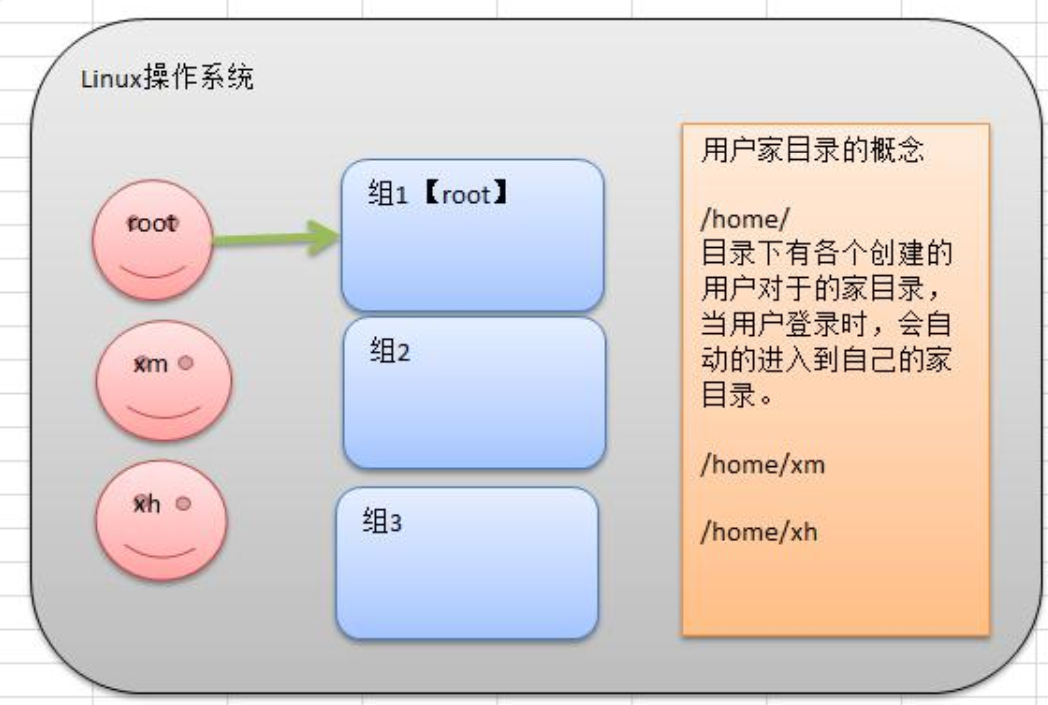 Linux操作系统
root
xm
xh
组1【root】
组2
组3
用户家目录的概念
/home/
目录下有各个创建的
用户对于的家目录，
当用户登录时，会自
动的进入到自己的家
目录。
/home/xm
/home/xh